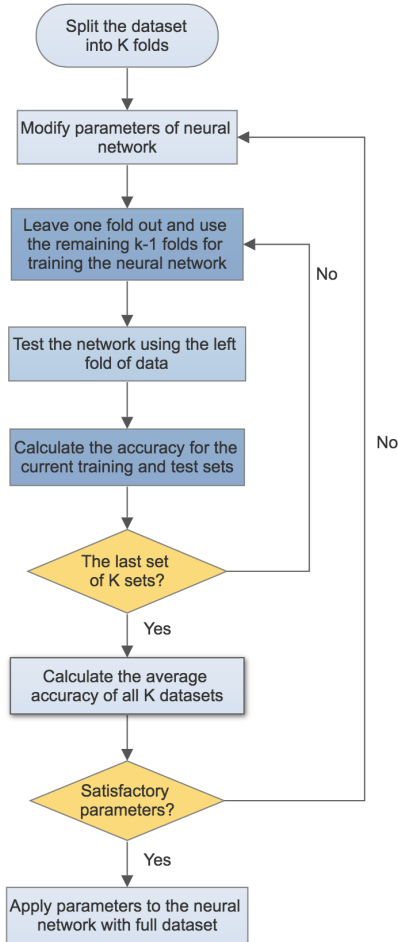 Split the dataset
into K folds
Modify parameters of neural
network
Leave one fold out and use
the remaining k-1 folds for
training the neural network
No
Test the network using the left
fold of data
No
Calculate the accuracy for the
current training and test sets
The last set
of K sets?
Yes
Calculate the average
accuracy of all K datasets
Satisfactory
parameters?
Yes
Apply parameters to the neural
network with full dataset